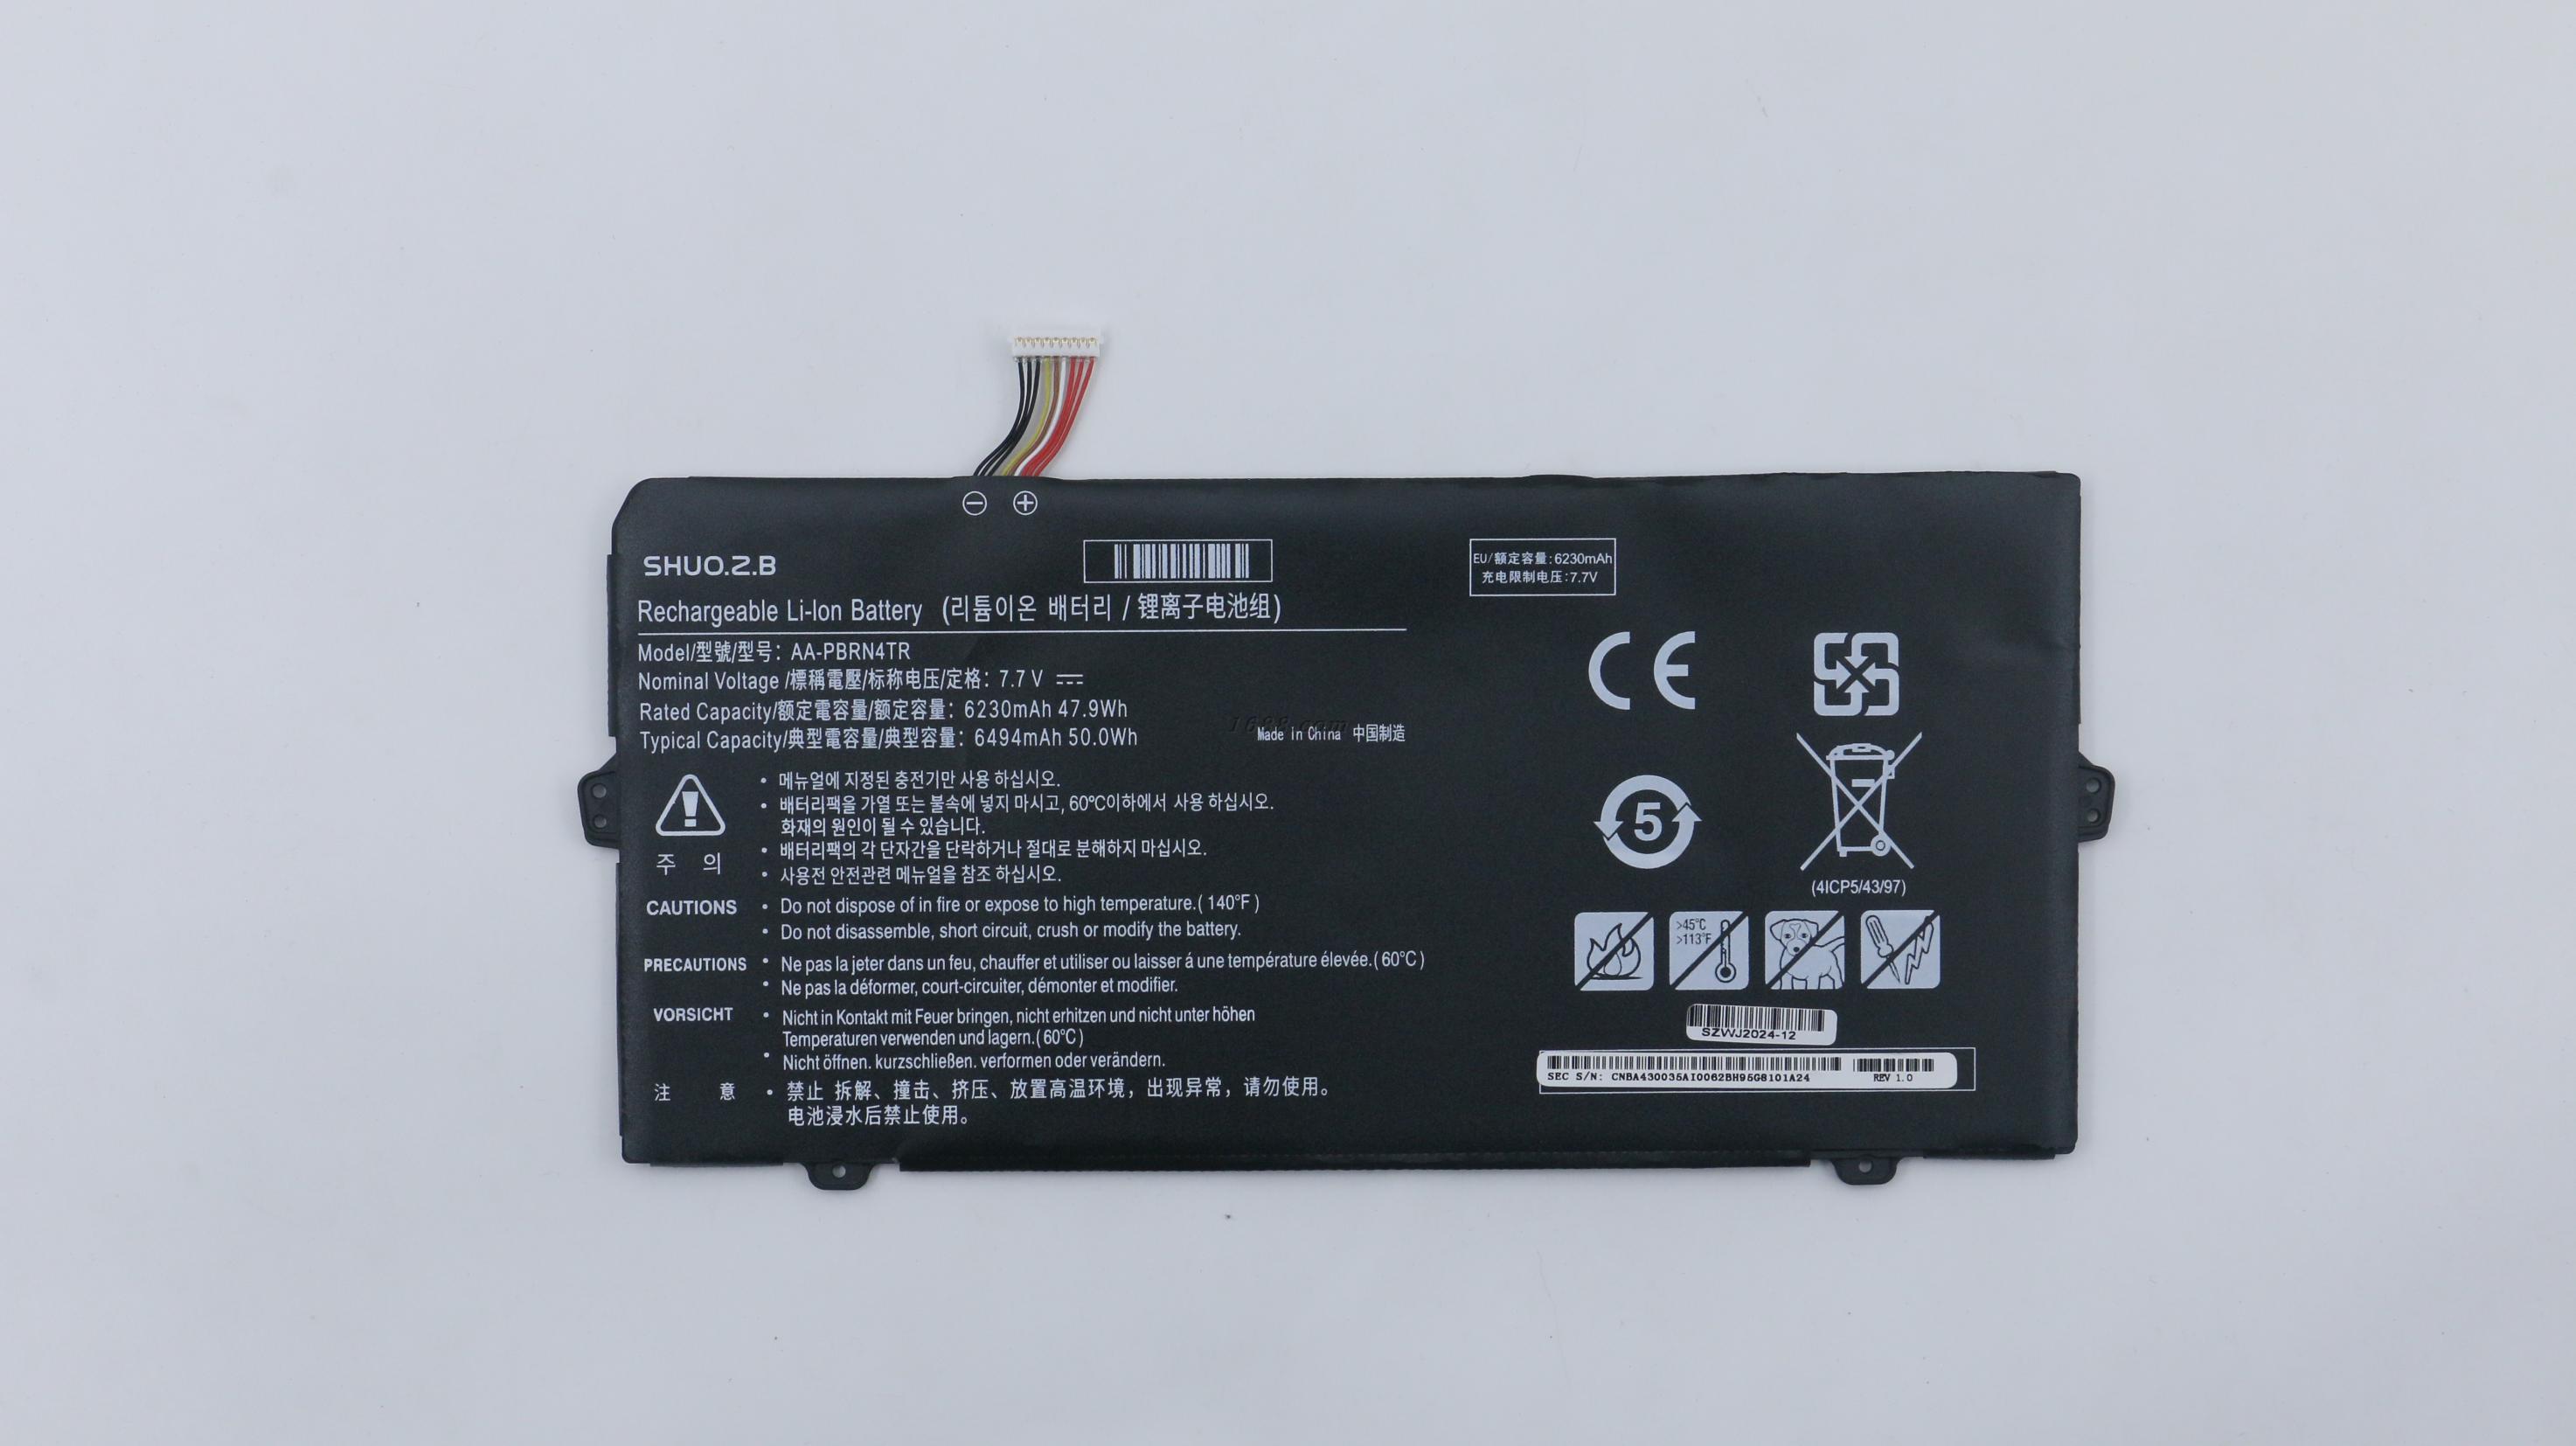 SHUO.Z.B
EU/额定容量:6230mAh
充电限制电压:7.7V
Rechargeable Li-Ion Battery (리튬이온 배터리 / 锂离子电池组)
Model/型號/型号: AA-PBRN4TR
Nominal Voltage /標稱電壓/标称电压/定格: 7.7 V
Rated Capacity/额定電容量/额定容量: 6230mAh 47.9Wh
Typical Capacity/典型電容量/典型容量: 6494mAh 50.0Wh
1688.com
Made in China 中国制造
주 의
• 메뉴얼에 지정된 충전기만 사용 하십시오.
• 배터리팩을 가열 또는 불속에 넣지 마시고, 60℃이하에서 사용 하십시오.
화재의 원인이 될 수 있습니다.
• 배터리팩의 각 단자간을 단락하거나 절대로 분해하지 마십시오.
• 사용전 안전관련 메뉴얼을 참조 하십시오.
CAUTIONS • Do not dispose of in fire or expose to high temperature.( 140°F )
• Do not disassemble, short circuit, crush or modify the battery.
PRECAUTIONS • Ne pas la jeter dans un feu, chauffer et utiliser ou laisser á une température élevée.( 60°C )
• Ne pas la déformer, court-circuiter, démonter et modifier.
VORSICHT • Nicht in Kontakt mit Feuer bringen, nicht erhitzen und nicht unter höhen
Temperaturen verwenden und lagern.( 60°C )
• Nicht öffnen. kurzschließen. verformen oder verändern.
注 意 • 禁止 拆解、撞击、挤压、放置高温环境，出现异常，请勿使用。
电池浸水后禁止使用。
CE
5
(4ICP5/43/97)
>45°C
>113°F
SZWJ2024-12
SEC S/N: CNBA430035AI0062BH95G8101A24 REV 1.0